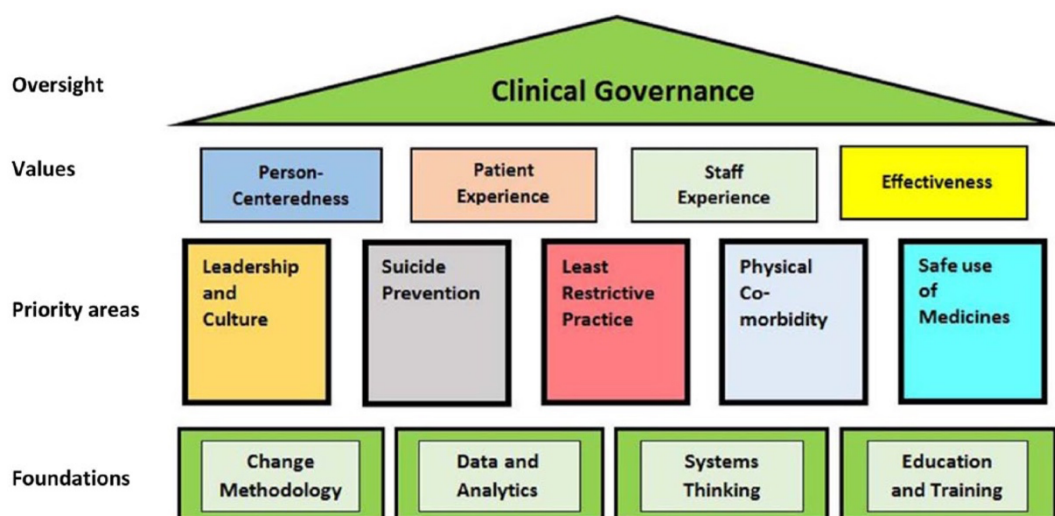 Oversight
Clinical Governance
Values
Person-
Centeredness
Patient
Experience
Staff
Experience
Effectiveness
Priority areas
Leadership
and
Culture
Suicide
Prevention
Least
Restrictive
Practice
Physical
Co-
morbidity
Safe use
of
Medicines
Foundations
Change
Methodology
Data and
Analytics
Systems
Thinking
Education
and Training